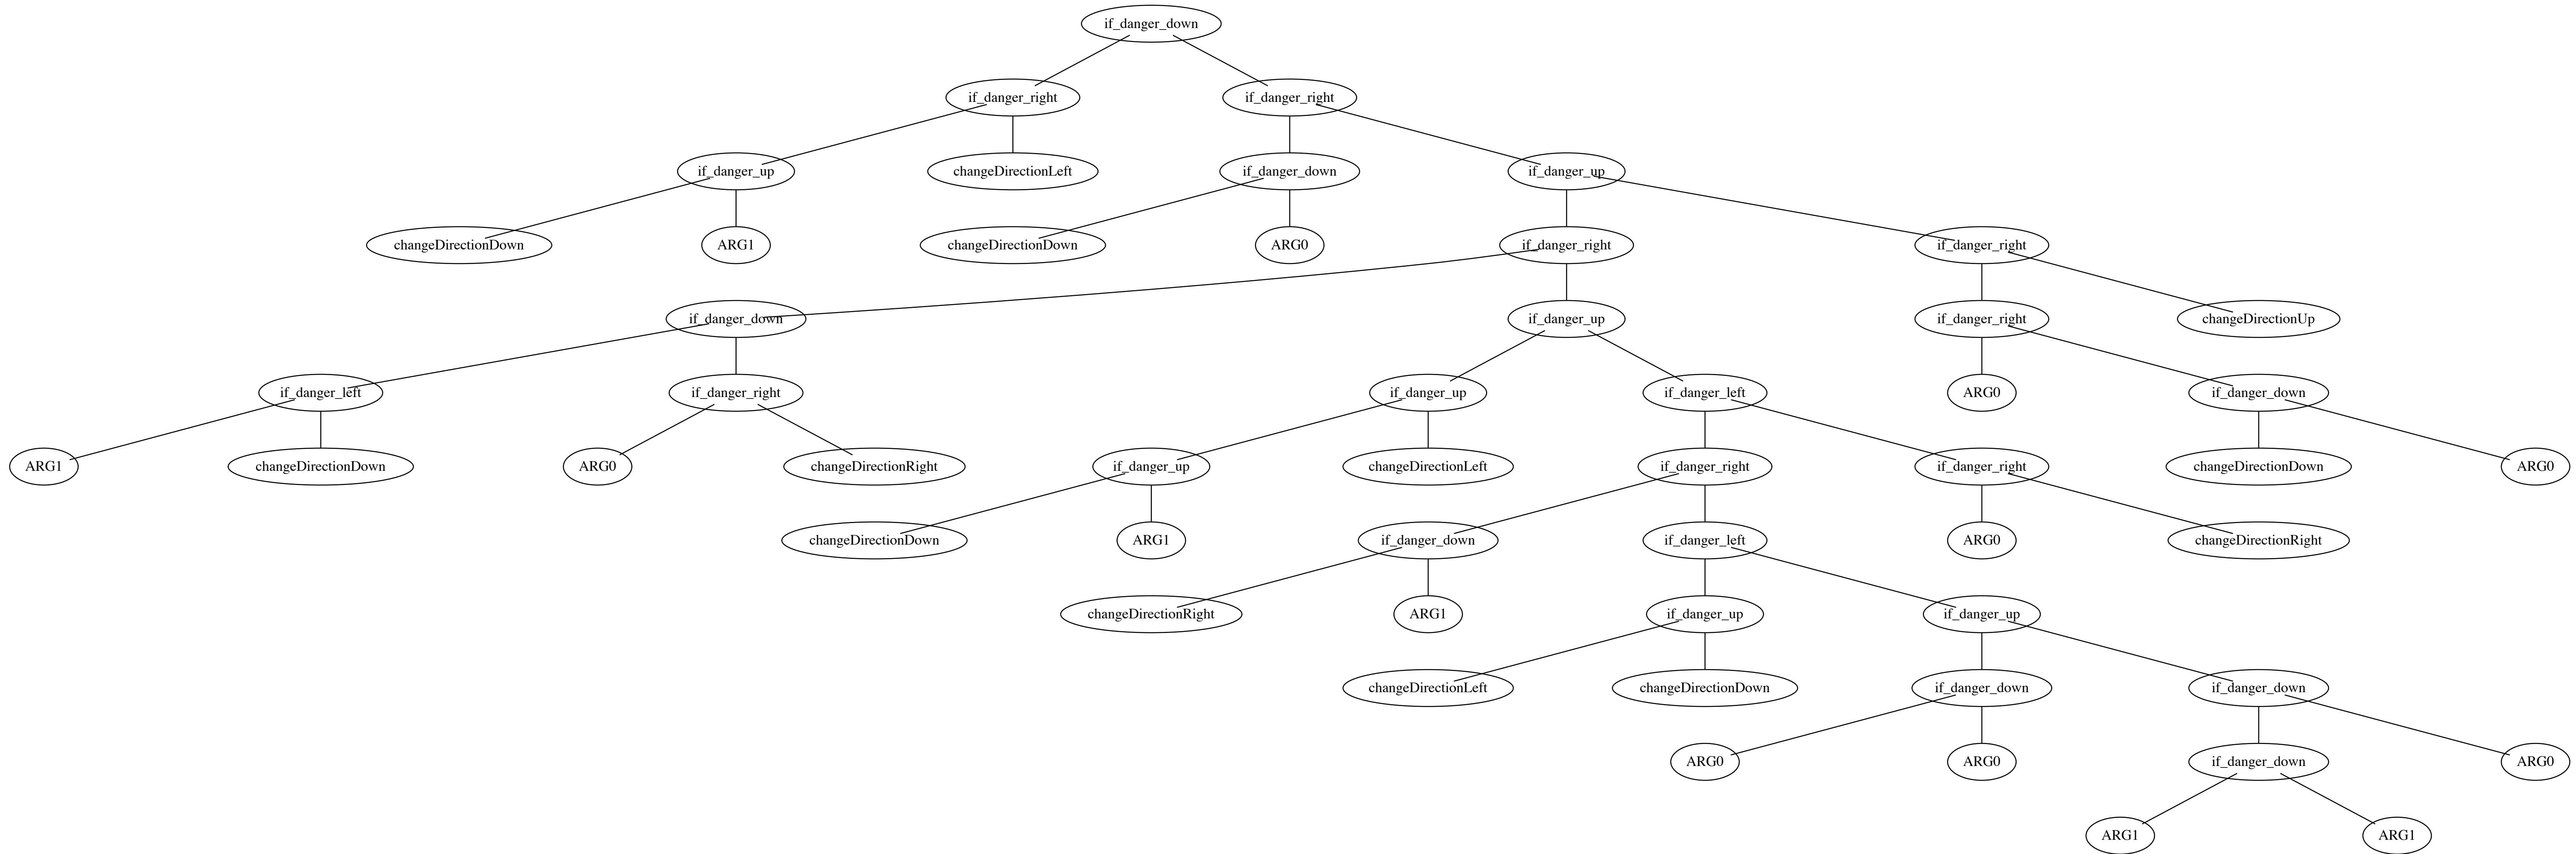 if_danger_down
if_danger_right if_danger_right
if_danger_up changeDirectionLeft if_danger_down if_danger_up
changeDirectionDown ARG1 changeDirectionDown ARG0 if_danger_right if_danger_right
if_danger_down if_danger_up if_danger_right changeDirectionUp
if_danger_left if_danger_right if_danger_up if_danger_left ARG0 if_danger_down
ARG1 changeDirectionDown ARG0 changeDirectionRight if_danger_up changeDirectionLeft if_danger_right if_danger_right changeDirectionDown ARG0
changeDirectionDown ARG1 if_danger_down if_danger_left ARG0 changeDirectionRight
changeDirectionRight ARG1 if_danger_up if_danger_up
changeDirectionLeft changeDirectionDown if_danger_down if_danger_down
ARG0 ARG0 if_danger_down ARG0
ARG1 ARG1